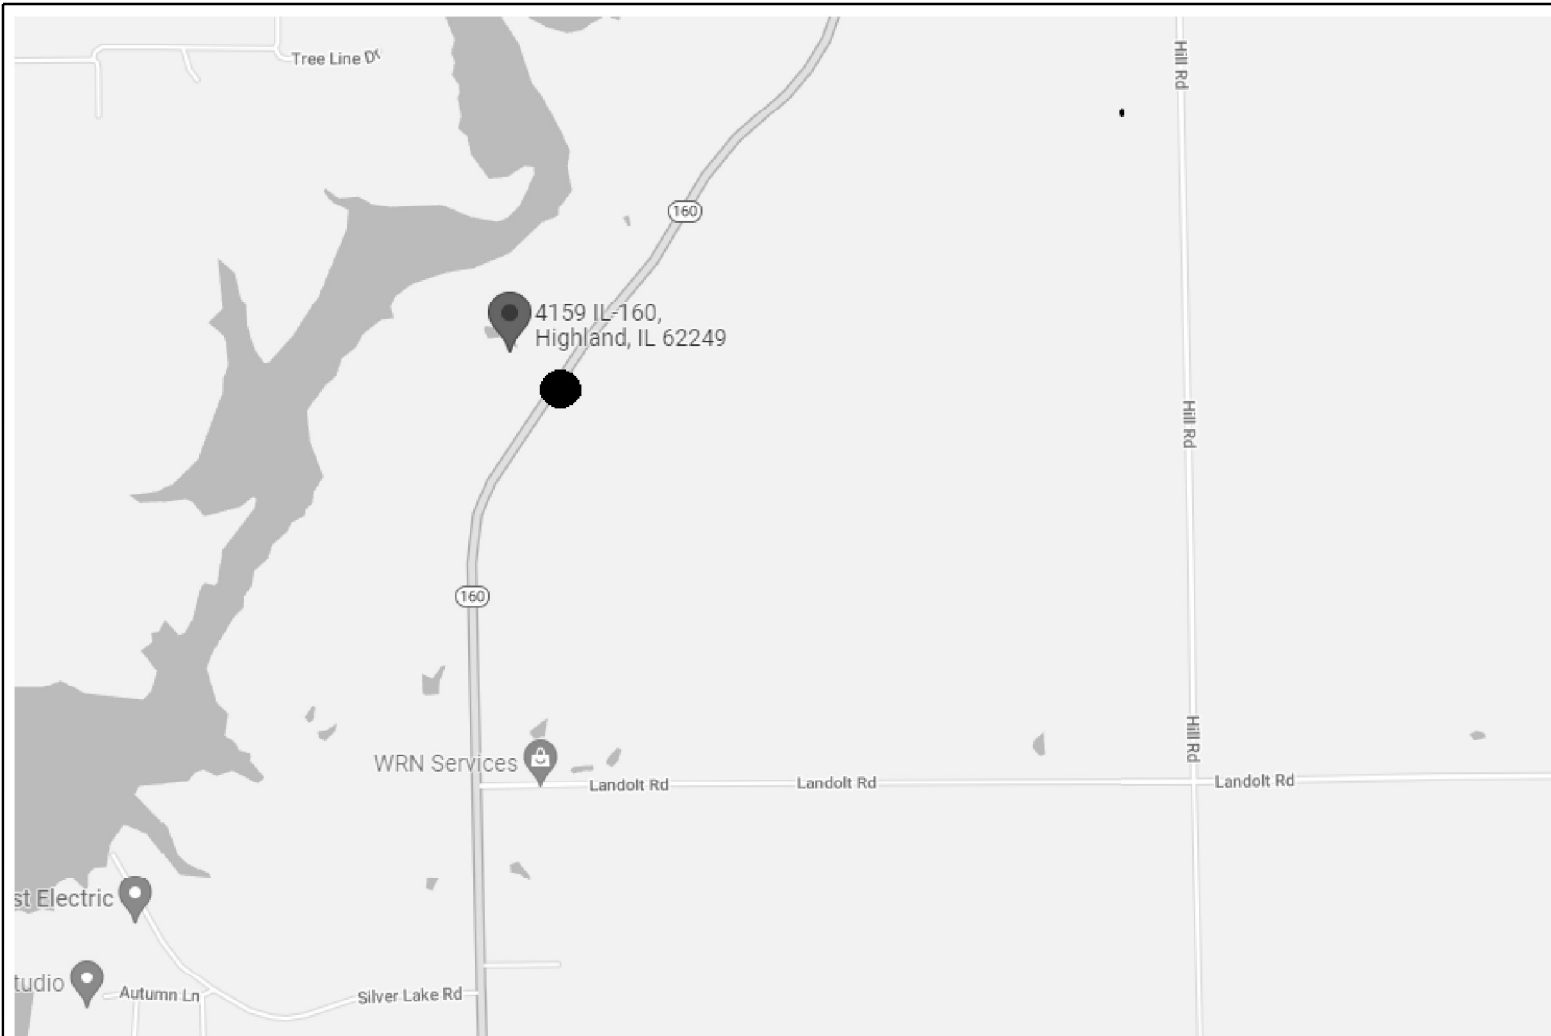 Tree Line Dr
Hill Rd
160
4159 IL-160,
Highland, IL 62249
Hill Rd
160
Hill Rd
WRN Services
Landolt Rd
Landolt Rd
Landolt Rd
st Electric
tudio
Autumn Ln
Silver Lake Rd